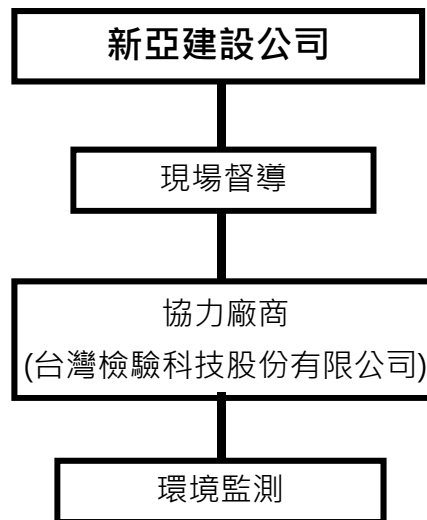 新亞建設公司
現場督導
協力廠商
(台灣檢驗科技股份有限公司)
環境監測